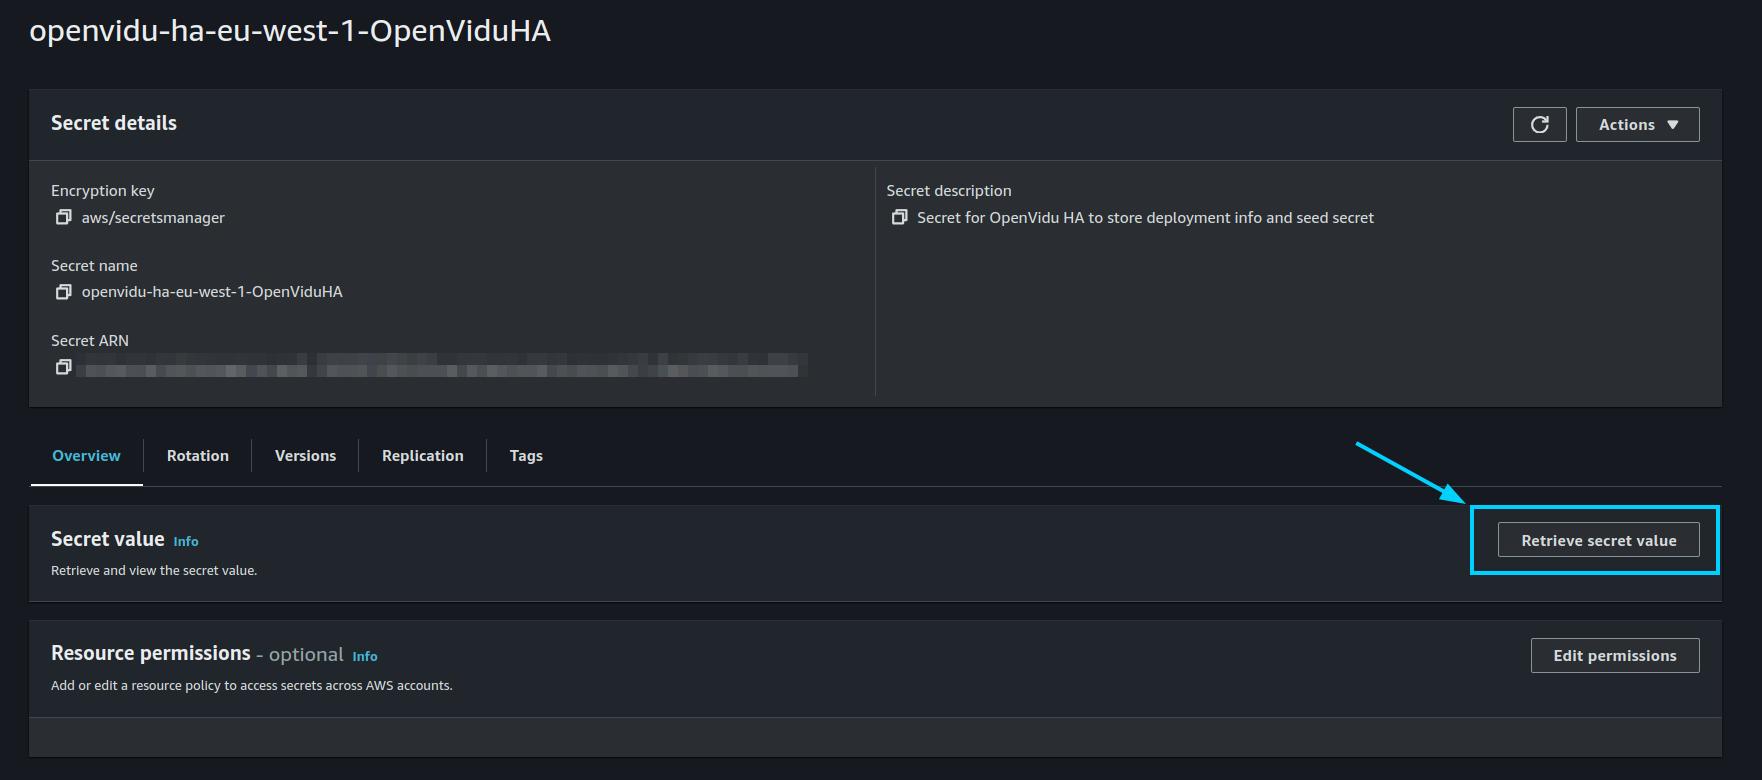 openvidu-ha-eu-west-1-OpenViduHA
Secret details
Actions
Encryption key
aws/secretsmanager
Secret description
Secret for OpenVidu HA to store deployment info and seed secret
Secret name
openvidu-ha-eu-west-1-OpenViduHA
Secret ARN
Overview
Rotation
Versions
Replication
Tags
Secret value Info
Retrieve secret value
Retrieve and view the secret value.
Resource permissions - optional Info
Edit permissions
Add or edit a resource policy to access secrets across AWS accounts.